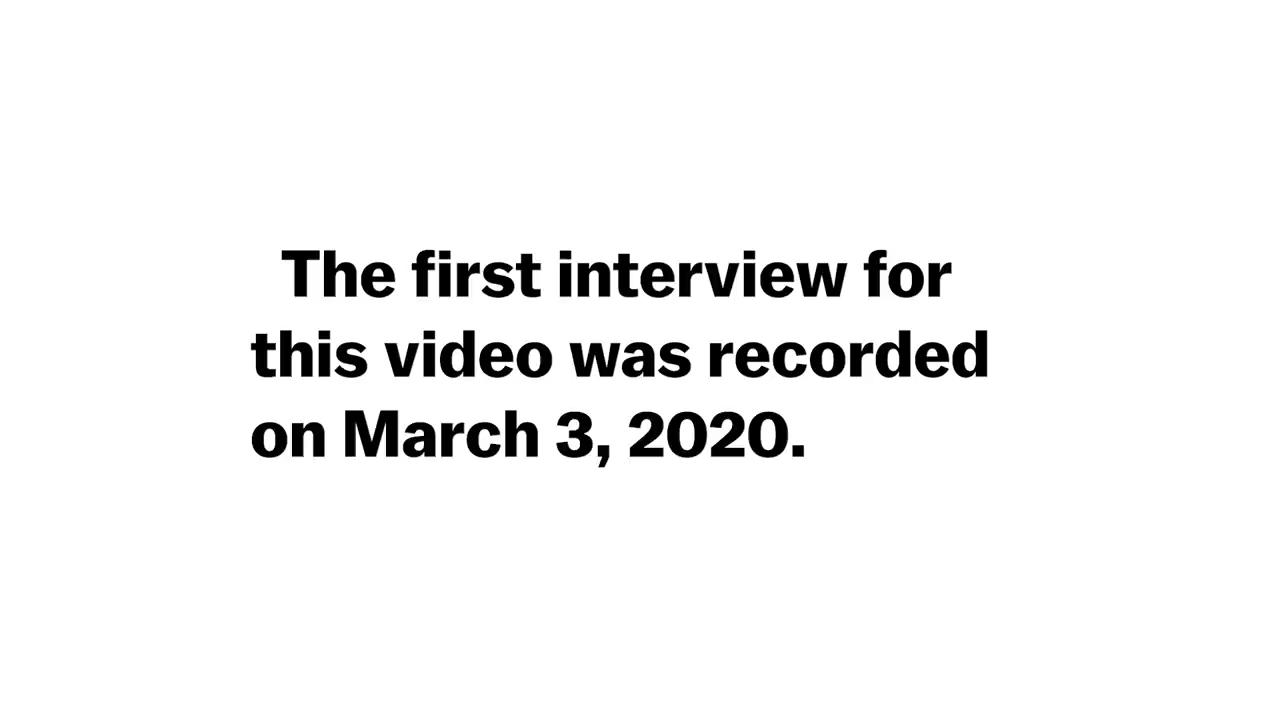 The first interview for
this video was recorded
on March 3, 2020.